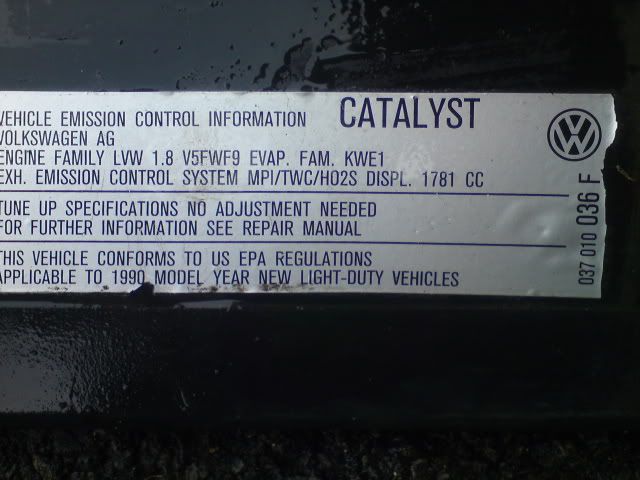 VEHICLE EMISSION CONTROL INFORMATION CATALYST
VOLKSWAGEN AG
ENGINE FAMILY LVW 1.8 V5FWF9 EVAP. FAM. KWE1
EXH. EMISSION CONTROL SYSTEM MPI/TWC/HO2S DISPL. 1781 CC
TUNE UP SPECIFICATIONS NO ADJUSTMENT NEEDED
FOR FURTHER INFORMATION SEE REPAIR MANUAL
THIS VEHICLE CONFORMS TO US EPA REGULATIONS
APPLICABLE TO 1990 MODEL YEAR NEW LIGHT-DUTY VEHICLES
VW
037 010 036 F